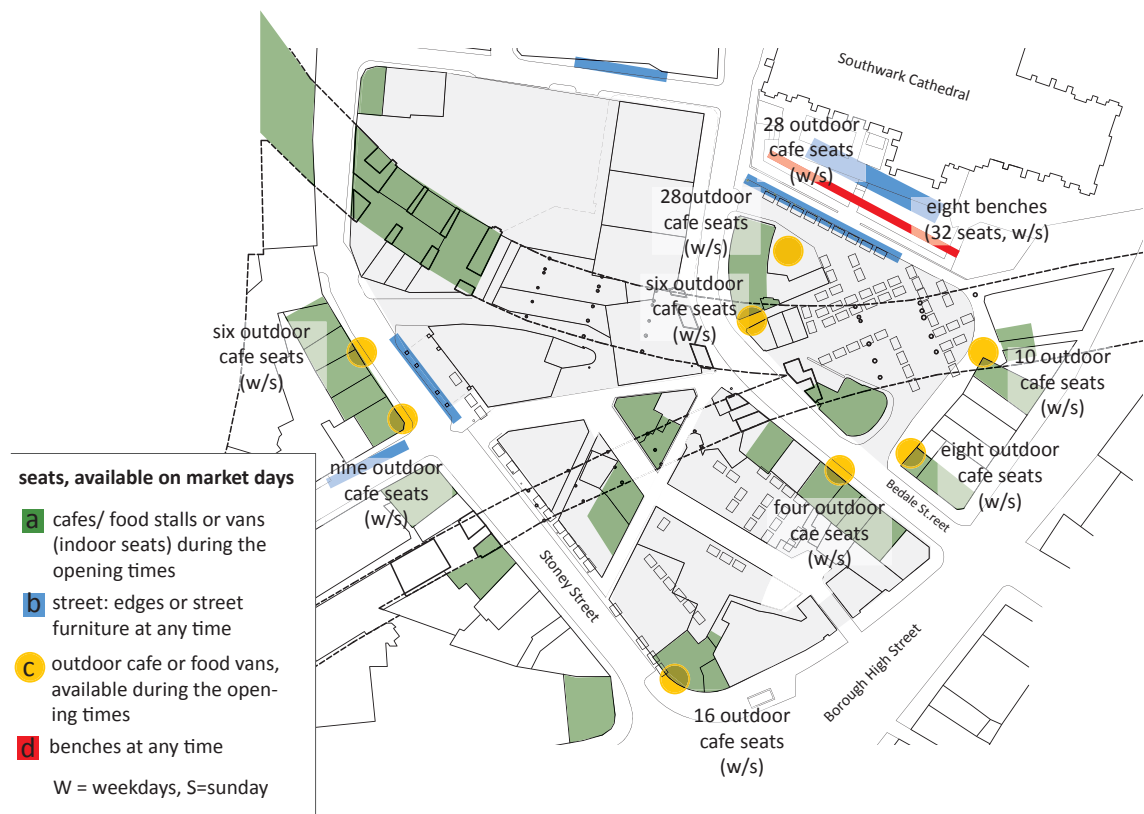 Southwark Cathedral
28 outdoor
cafe seats
(w/s)
28outdoor
cafe seats
(w/s)
eight benches
(32 seats, w/s)
six outdoor
cafe seats
(w/s)
six outdoor
cafe seats
(w/s)
10 outdoor
cafe seats
(w/s)
nine outdoor
cafe seats
(w/s)
eight outdoor
cafe seats
(w/s)
four outdoor
cae seats
(w/s)
Bedale St.reet
Stoney Street
Borough High Street
16 outdoor
cafe seats
(w/s)
seats, available on market days
a cafes/ food stalls or vans
(indoor seats) during the
opening times
b street: edges or street
furniture at any time
c outdoor cafe or food vans,
available during the open-
ing times
d benches at any time
W = weekdays, S=sunday